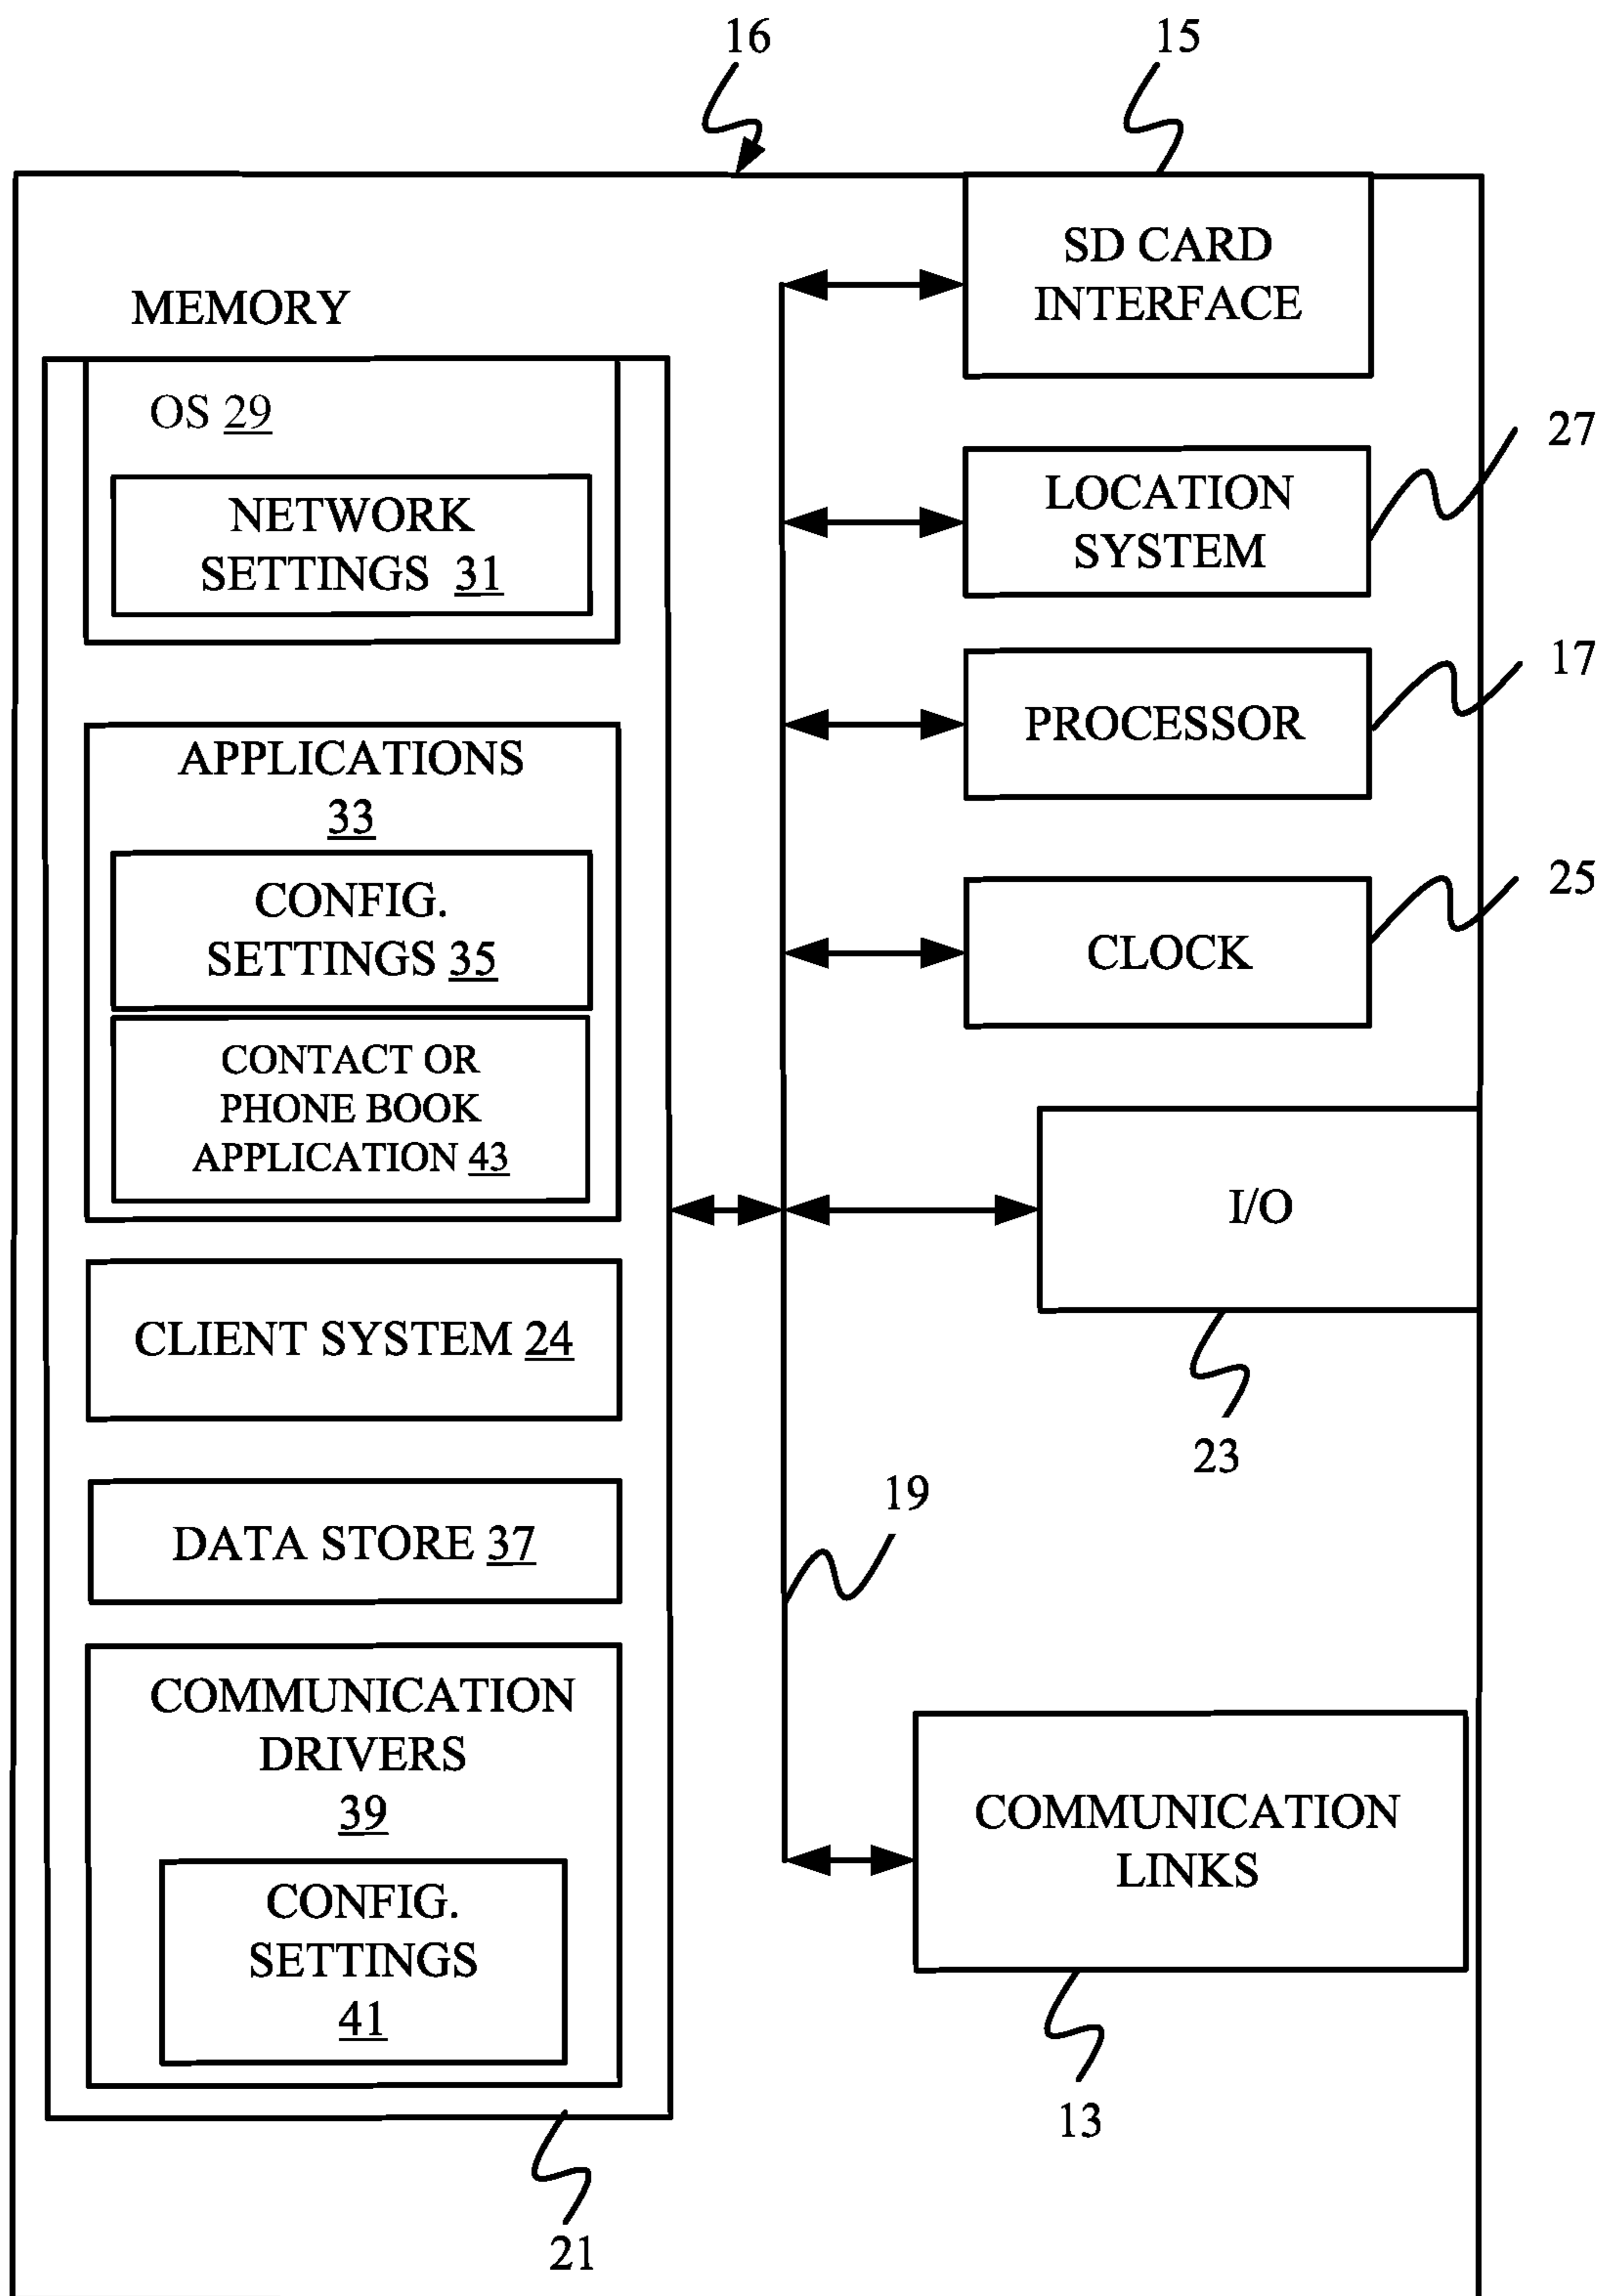 16
15
SD CARD
INTERFACE
MEMORY
OS 29
NETWORK
SETTINGS 31
27
LOCATION
SYSTEM
17
PROCESSOR
APPLICATIONS
33
CONFIG.
SETTINGS 35
25
CLOCK
CONTACT OR
PHONE BOOK
APPLICATION 43
I/O
CLIENT SYSTEM 24
23
19
DATA STORE 37
COMMUNICATION
DRIVERS
39
CONFIG.
SETTINGS
41
COMMUNICATION
LINKS
13
21